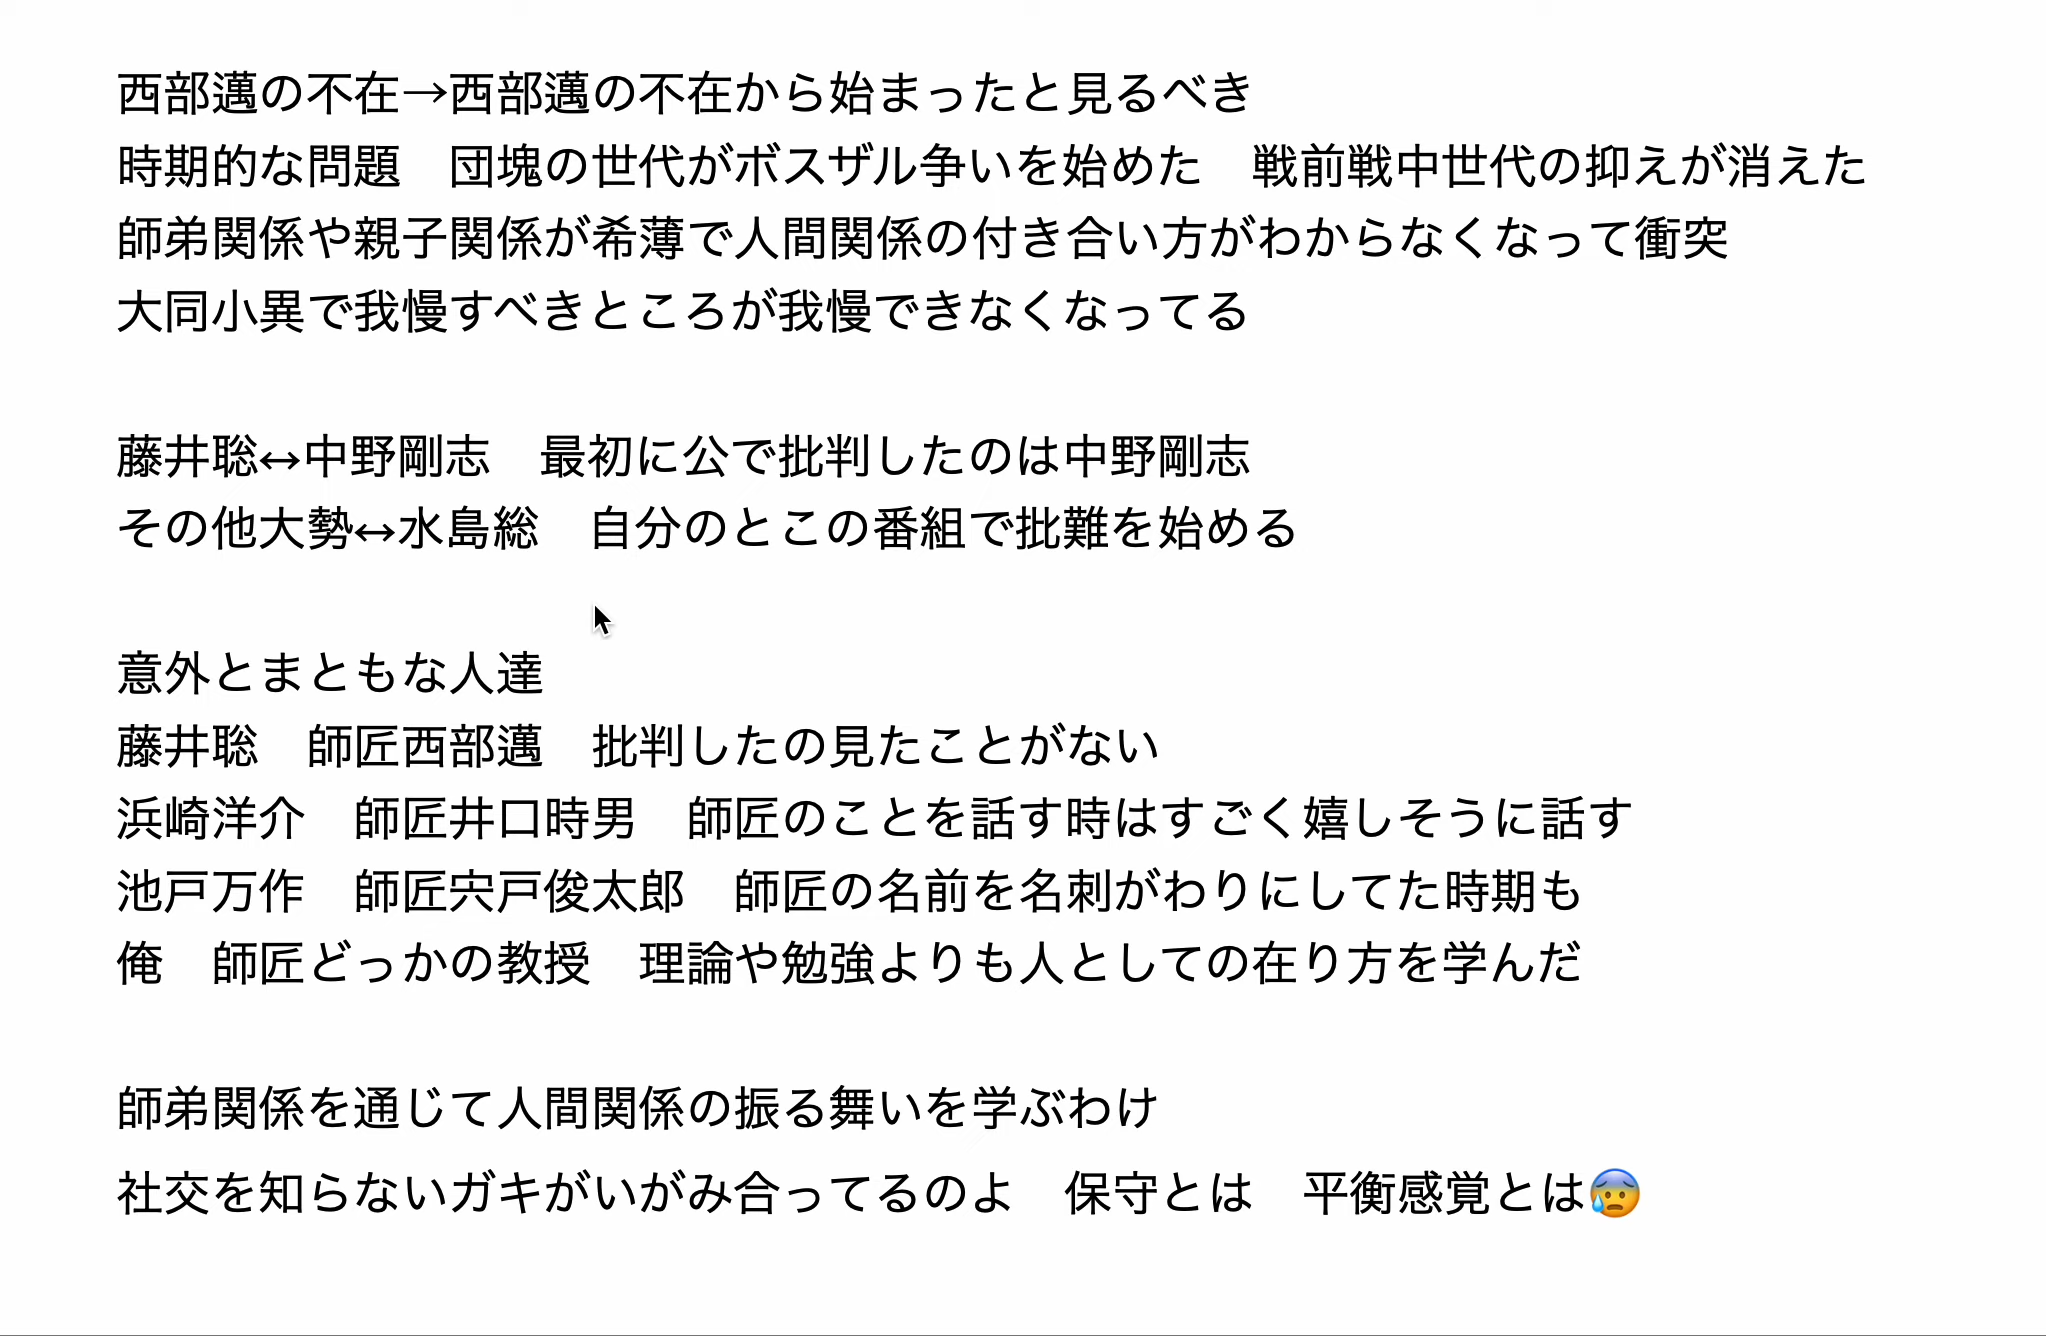 西部邁の不在→西部邁の不在から始まったと見るべき
時期的な問題　団塊の世代がボスザル争いを始めた　戦前戦中世代の抑えが消えた
師弟関係や親子関係が希薄で人間関係の付き合い方がわからなくなって衝突
大同小異で我慢すべきところが我慢できなくなってる
藤井聡↔中野剛志　最初に公で批判したのは中野剛志
その他大勢↔水島総　自分のとこの番組で批難を始める
意外とまともな人達
藤井聡　師匠西部邁　批判したの見たことがない
浜崎洋介　師匠井口時男　師匠のことを話す時はすごく嬉しそうに話す
池戸万作　師匠宍戸俊太郎　師匠の名前を名刺がわりにしてた時期も
俺　師匠どっかの教授　理論や勉強よりも人としての在り方を学んだ
師弟関係を通じて人間関係の振る舞いを学ぶわけ
社交を知らないガキがいがみ合ってるのよ　保守とは　平衡感覚とは😰